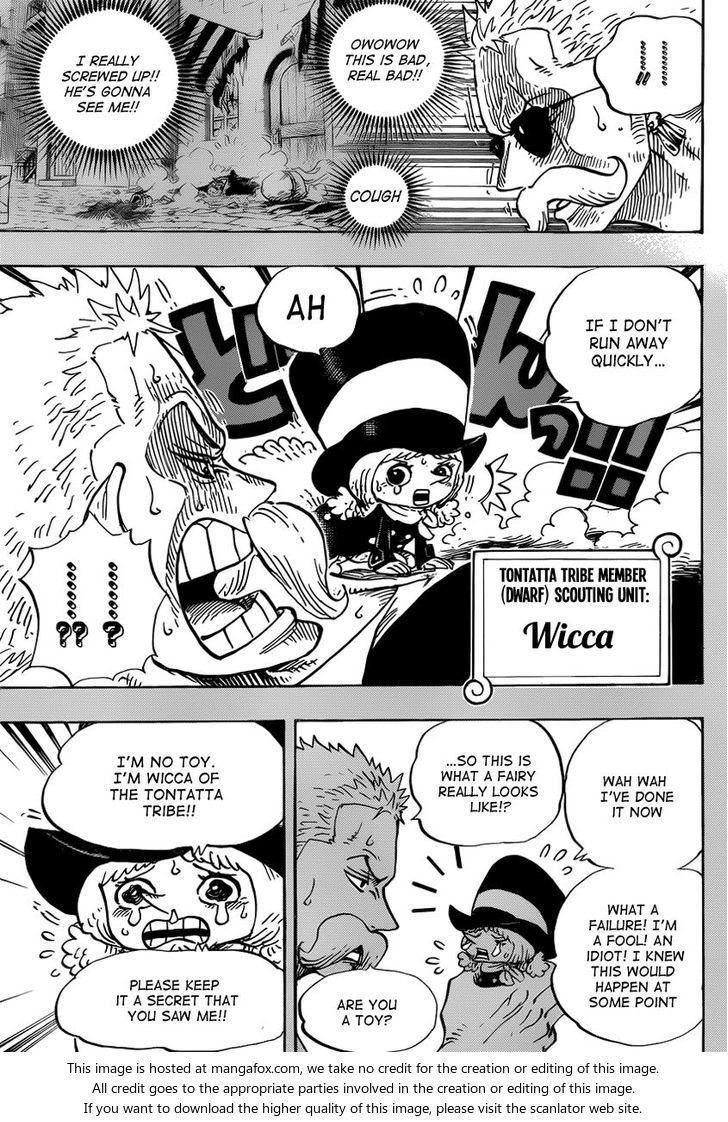 !! !!!
OWOWOW
THIS IS BAD,
REAL BAD!!
I REALLY
SCREWED UP!!
HE'S GONNA
SEE ME!!
COUGH
IF I DON'T
RUN AWAY
QUICKLY...
AH
TONTATTA TRIBE MEMBER
(DWARF) SCOUTING UNIT:
Wicca
WAH WAH
I'VE DONE
IT NOW
...SO THIS IS
WHAT A FAIRY
REALLY LOOKS
LIKE!?
WHAT A
FAILURE! I'M
A FOOL! AN
IDIOT! I KNEW
THIS WOULD
HAPPEN AT
SOME POINT
ARE YOU
A TOY?
I'M NO TOY.
I'M WICCA OF
THE TONTATTA
TRIBE!!
PLEASE KEEP
IT A SECRET THAT
YOU SAW ME!!
This image is hosted at mangafox.com, we take no credit for the creation or editing of this image.
All credit goes to the appropriate parties involved in the creation or editing of this image.
If you want to download the higher quality of this image, please visit the scanlator web site.